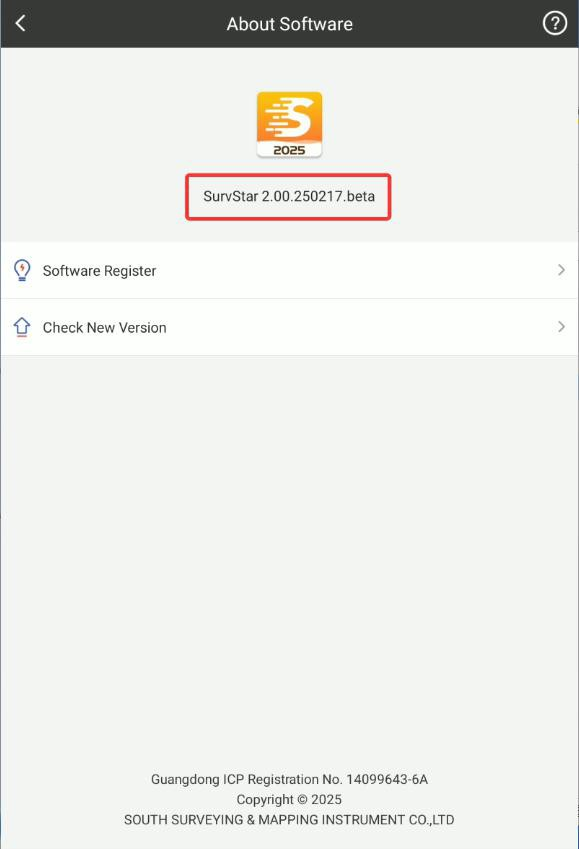 About Software
2025
SurvStar 2.00.250217.beta
Software Register
Check New Version
Guangdong ICP Registration No. 14099643-6A
Copyright © 2025
SOUTH SURVEYING & MAPPING INSTRUMENT CO.,LTD